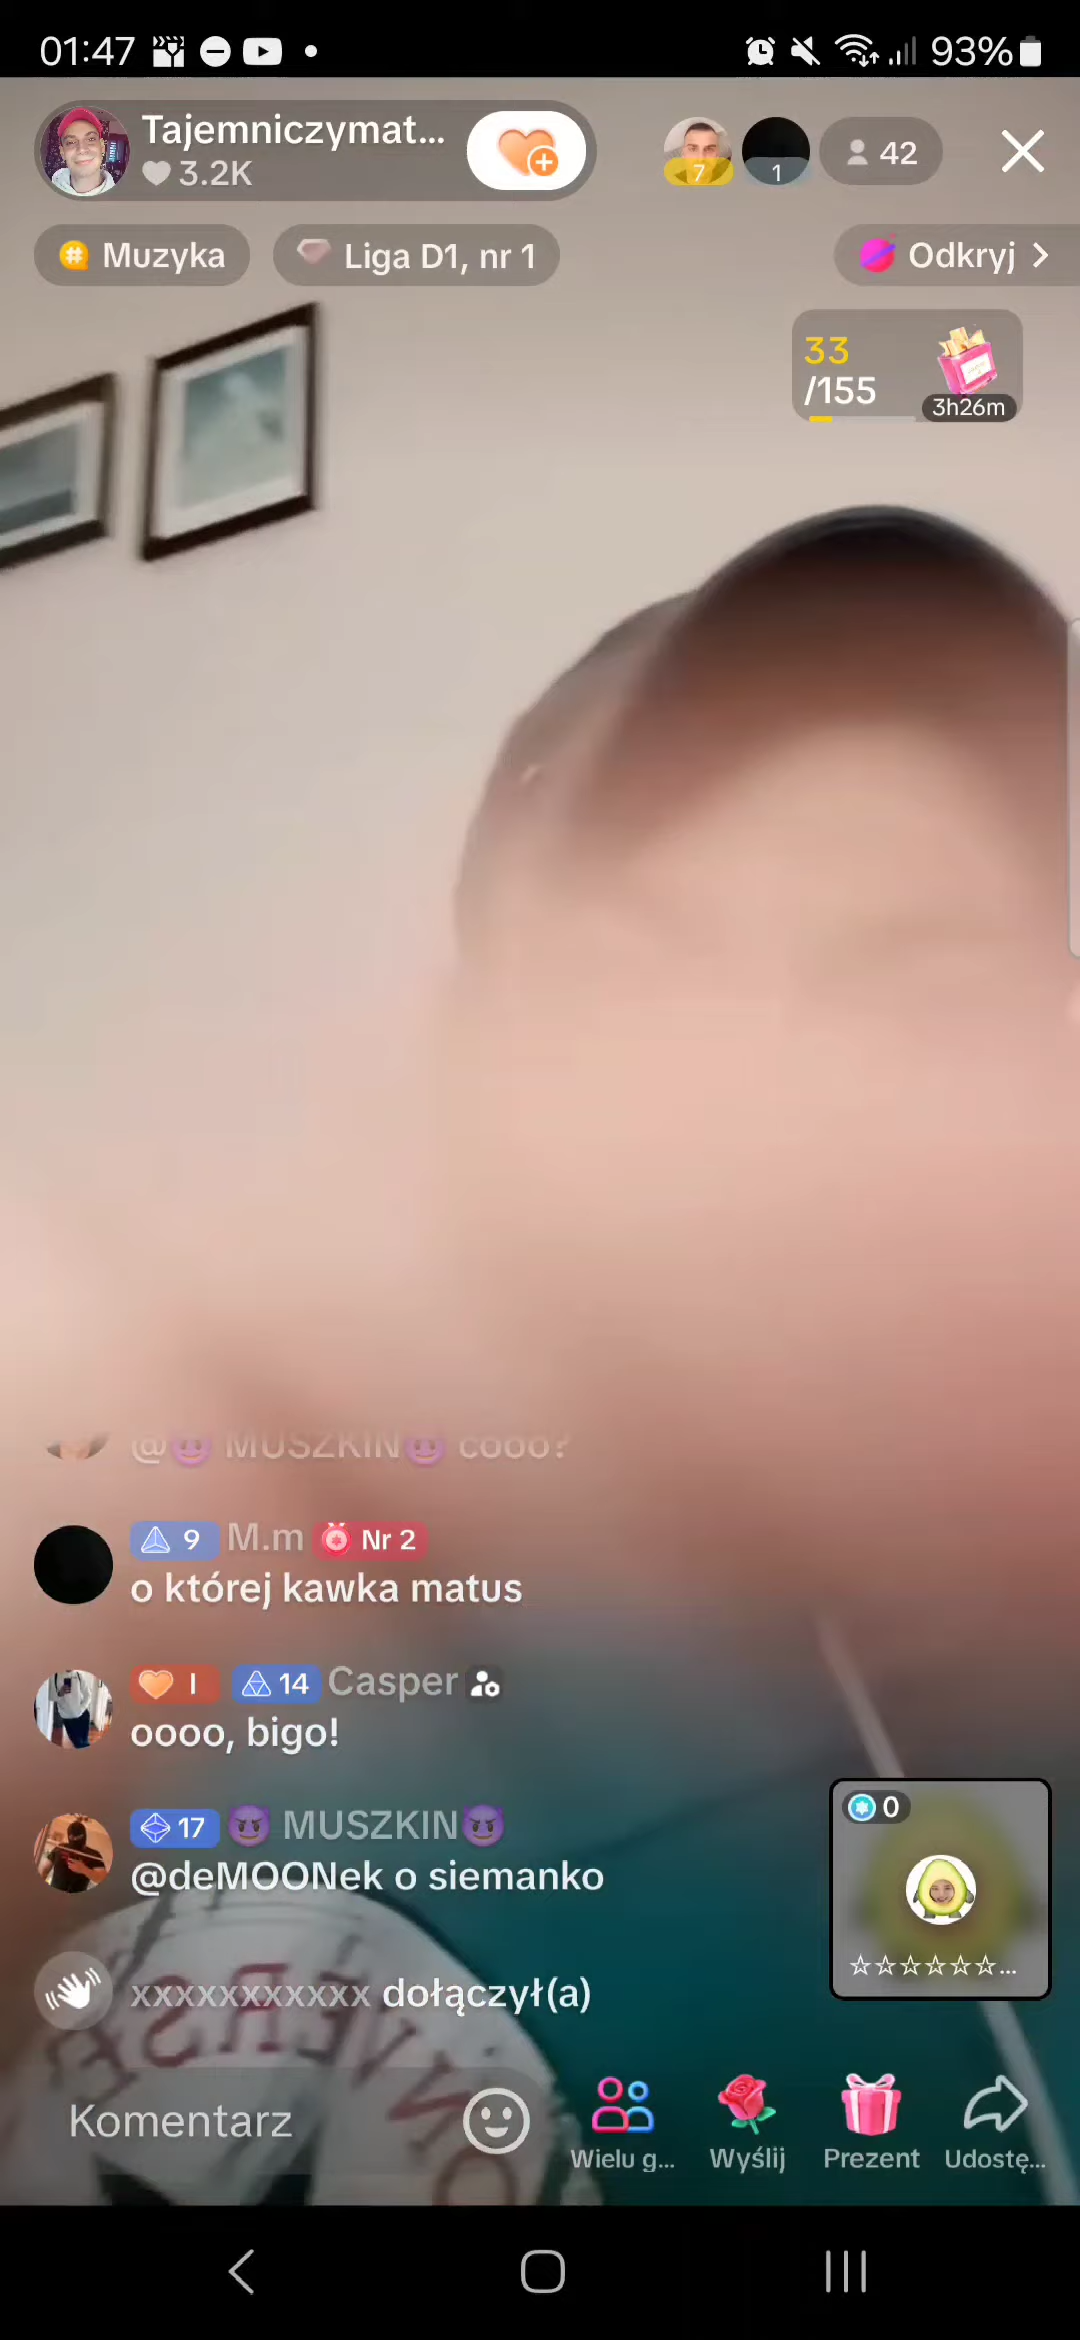 01:47
93%
Tajemniczymat...
3.2K
7
1
42
Muzyka
Liga D1, nr 1
Odkryj
33
/155
3h26m
@😈 MUSZKIN😈 cooo?
9 M.m Nr 2
o której kawka matus
I 14 Casper
oooo, bigo!
17 😈 MUSZKIN😈
@deMOONek o siemanko
0
☆☆☆☆☆☆...
xxxxxxxxxxx dołączył(a)
Komentarz
Wielu g...
Wyślij
Prezent
Udostę...